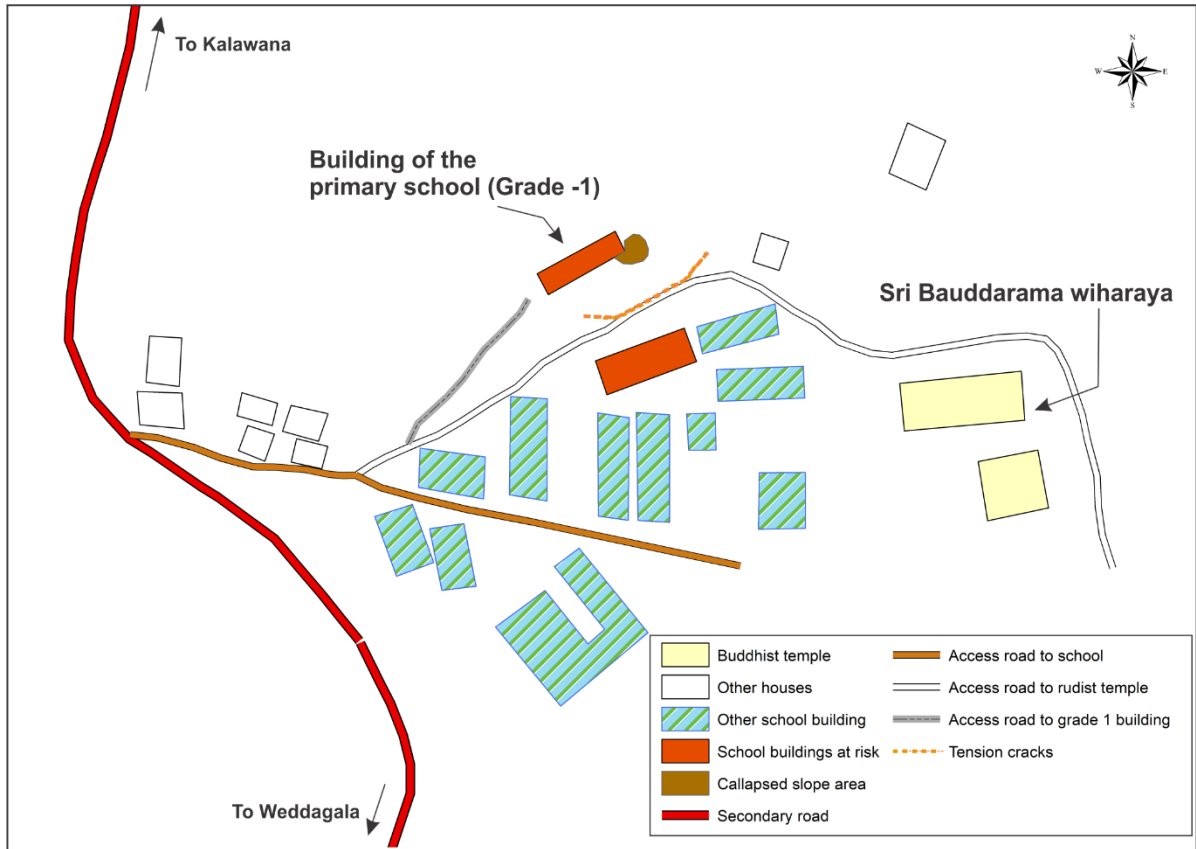 To Kalawana
N
W
E
S
Building of the
primary school (Grade -1)
Sri Bauddarama wiharaya
To Weddagala
Buddhist temple
Other houses
Other school building
School buildings at risk
Callapsed slope area
Secondary road
Access road to school
Access road to rudist temple
Access road to grade 1 building
Tension cracks